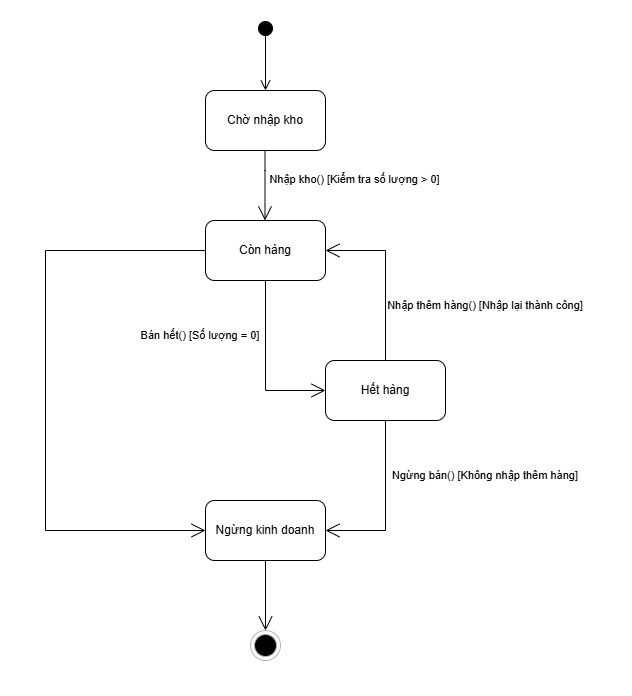 Chờ nhập kho
Nhập kho() [Kiểm tra số lượng > 0]
Còn hàng
Nhập thêm hàng() [Nhập lại thành công]
Bán hết() [Số lượng = 0]
Hết hàng
Ngừng bán() [Không nhập thêm hàng]
Ngừng kinh doanh